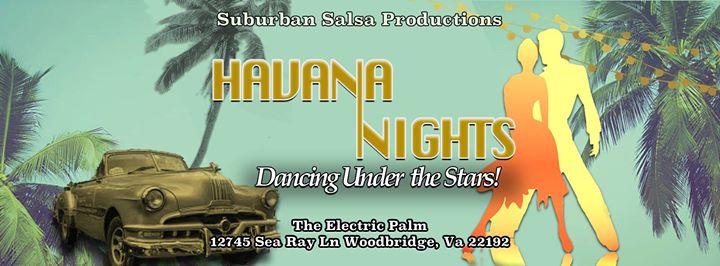 Suburban Salsa Productions
HAVANA
NIGHTS
Dancing Under the Stars!
The Electric Palm
12745 Sea Ray Ln Woodbridge, Va 22192